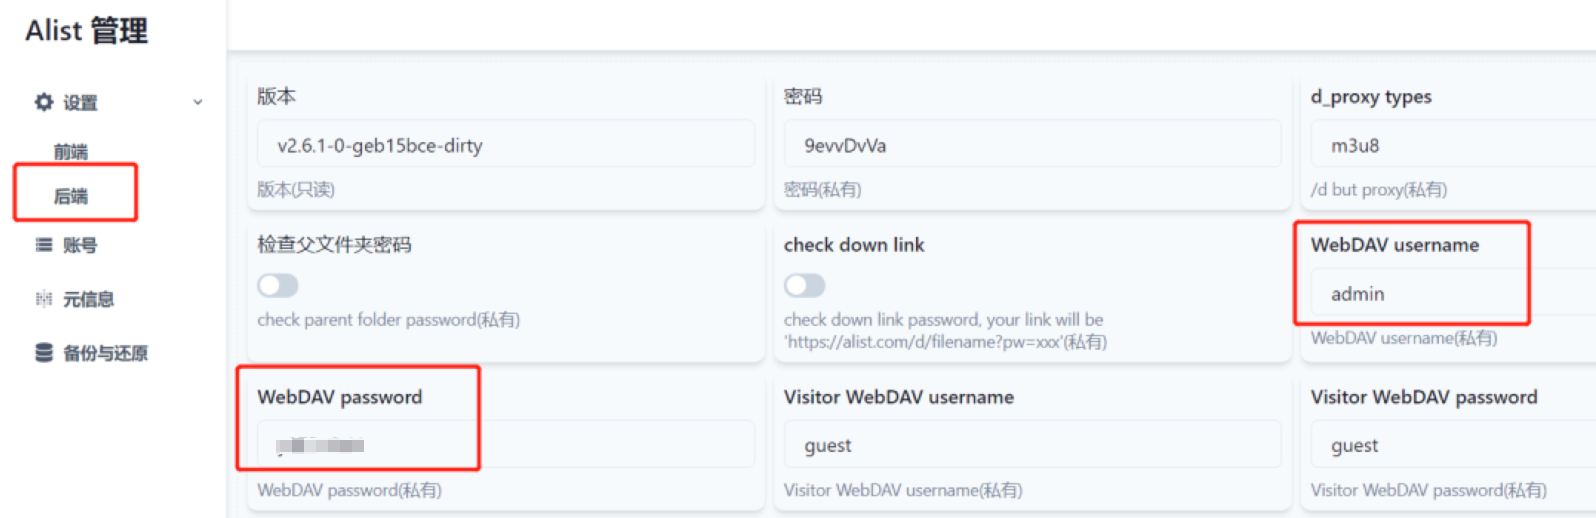 Alist 管理
设置
前端
后端
账号
元信息
备份与还原
版本
v2.6.1-0-geb15bce-dirty
版本(只读)
密码
9evvDvVa
密码(私有)
d_proxy types
m3u8
/d but proxy(私有)
检查父文件夹密码
check parent folder password(私有)
check down link
check down link password, your link will be
'https://alist.com/d/filename?pw=xxx'(私有)
WebDAV username
admin
WebDAV username(私有)
WebDAV password
WebDAV password(私有)
Visitor WebDAV username
guest
Visitor WebDAV username(私有)
Visitor WebDAV password
guest
Visitor WebDAV password(私有)